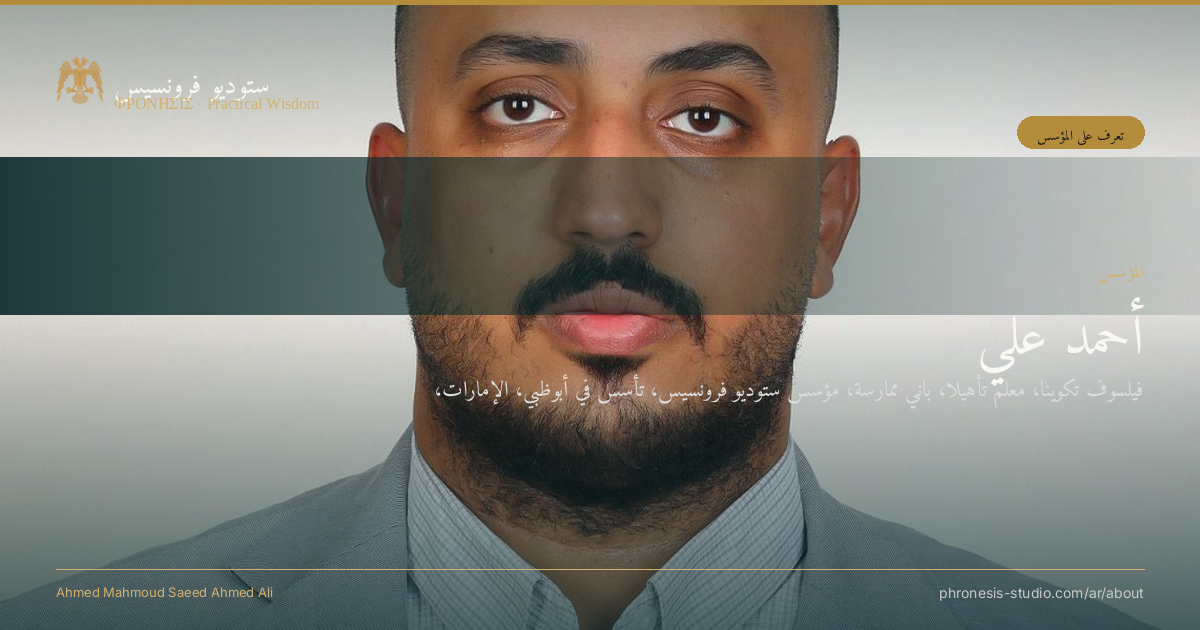 ستوديو فرونسيس
ΦΡΟΝΗΣΙΣ · Practical Wisdom
تعرف على المؤسس
المؤسس
أحمد علي
فيلسوف تكوينا، معلم تأهيلا، باني ممارسة، مؤسس ستوديو فرونسيس، تأسس في أبوظبي، الإمارات،
Ahmed Mahmoud Saeed Ahmed Ali
phronesis-studio.com/ar/about